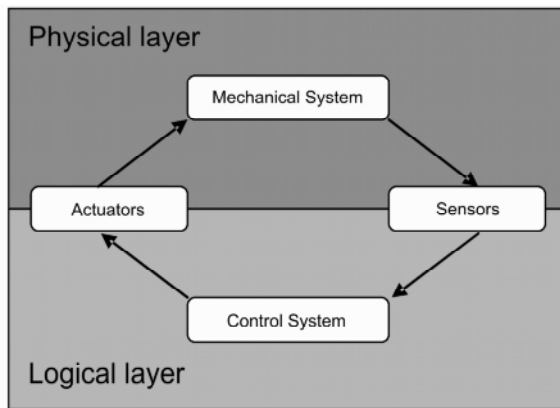 Physical layer
Mechanical System
Actuators
Sensors
Control System
Logical layer